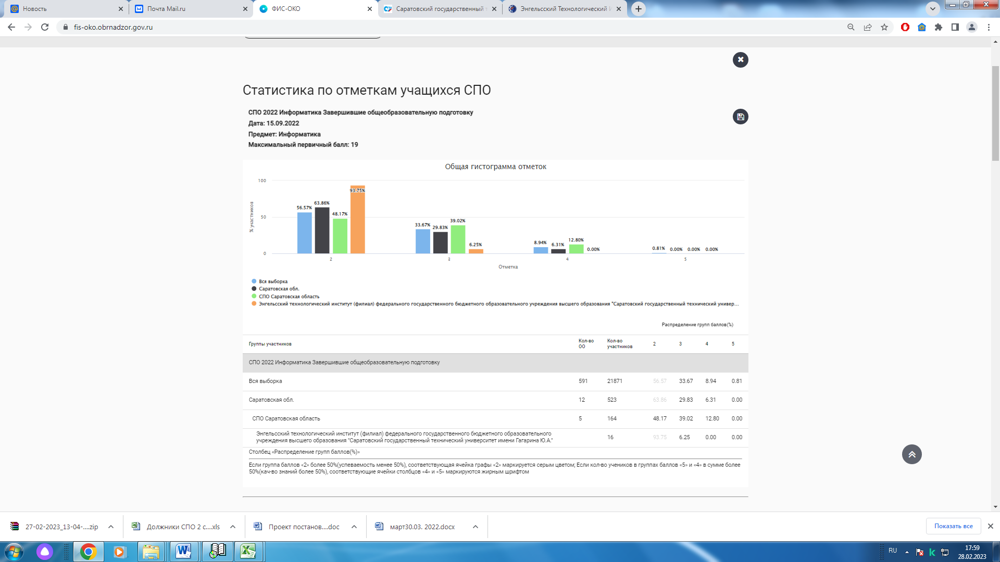 Новость
Почта Mail.ru
ФИС-ОКО
Саратовский государственный т
Энгельсский Технологический И
fis-oko.obrnadzor.gov.ru
Статистика по отметкам учащихся СПО
СПО 2022 Информатика Завершившие общеобразовательную подготовку
Дата: 15.09.2022
Предмет: Информатика
Максимальный первичный балл: 19
Общая гистограмма отметок
% участников
100
50
0
56.57% 63.86% 48.17% 93.75%
33.67% 29.83% 39.02% 6.25%
8.94% 6.31% 12.80% 0.00%
0.81% 0.00% 0.00% 0.00%
2 3 4 5
Отметка
Вся выборка
Саратовская обл.
СПО Саратовская область
Энгельсский технологический институт (филиал) федерального государственного бюджетного образовательного учреждения высшего образования "Саратовский государственный технический универ...
Распределение групп баллов(%)
Группы участников Кол-во ОО Кол-во участников 2 3 4 5
СПО 2022 Информатика Завершившие общеобразовательную подготовку
Вся выборка 591 21871 56.57 33.67 8.94 0.81
Саратовская обл. 12 523 63.86 29.83 6.31 0.00
СПО Саратовская область 5 164 48.17 39.02 12.80 0.00
Энгельсский технологический институт (филиал) федерального государственного бюджетного образовательного
учреждения высшего образования "Саратовский государственный технический университет имени Гагарина Ю.А." 16 93.75 6.25 0.00 0.00
Столбец «Распределение групп баллов(%)»
Если группа баллов «2» более 50%(успеваемость менее 50%), соответствующая ячейка графы «2» маркируется серым цветом; Если кол-во учеников в группах баллов «5» и «4» в сумме более
50%(кач-во знаний более 50%), соответствующие ячейки столбцов «4» и «5» маркируются жирным шрифтом
27-02-2023_13-04-....zip
Должники СПО 2 с....xls
Проект постанов....doc
март30.03. 2022.docx
Показать все
RU
17:59
28.02.2023